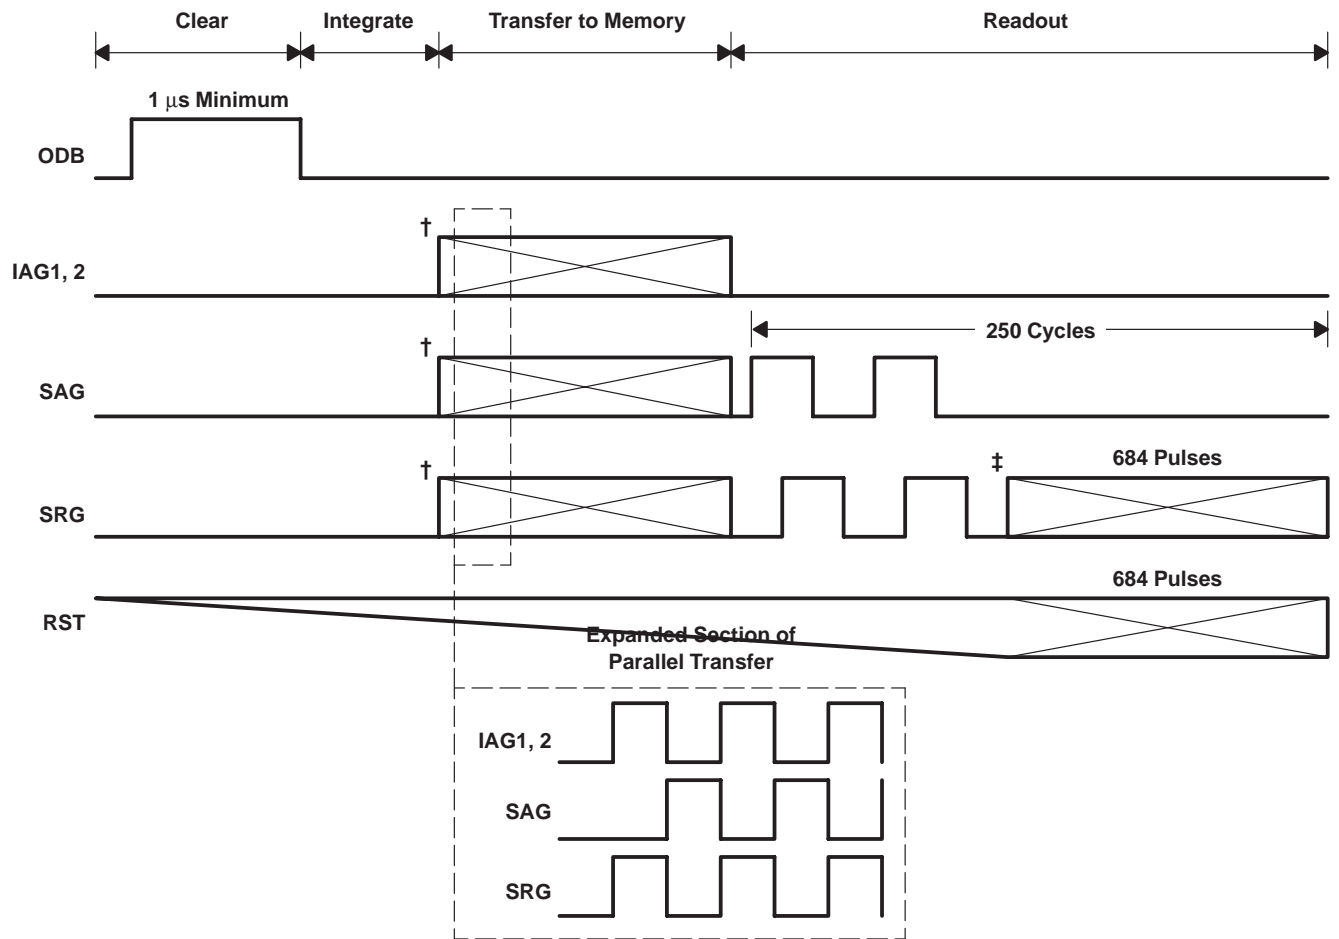 Clear
Integrate
Transfer to Memory
Readout
1 μs Minimum
ODB
†
IAG1, 2
250 Cycles
†
SAG
‡
684 Pulses
†
SRG
684 Pulses
RST
Expanded Section of
Parallel Transfer
IAG1, 2
SAG
SRG